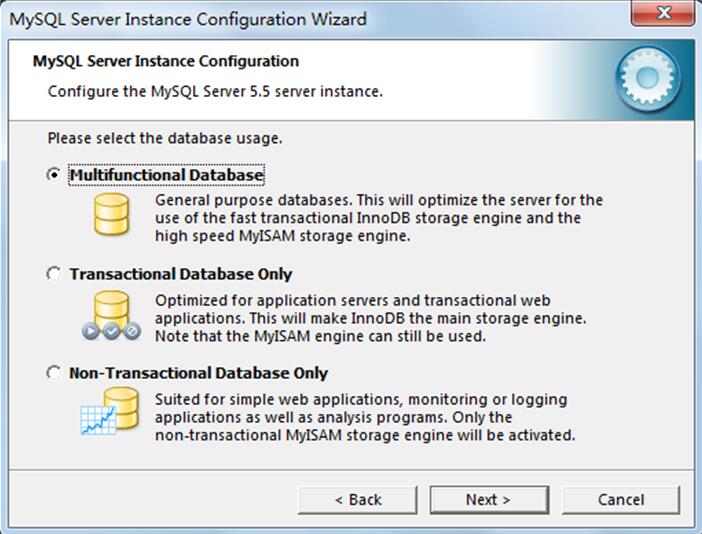 MySQL Server Instance Configuration Wizard
MySQL Server Instance Configuration
Configure the MySQL Server 5.5 server instance.
Please select the database usage.
Multifunctional Database
General purpose databases. This will optimize the server for the
use of the fast transactional InnoDB storage engine and the
high speed MyISAM storage engine.
Transactional Database Only
Optimized for application servers and transactional web
applications. This will make InnoDB the main storage engine.
Note that the MyISAM engine can still be used.
Non-Transactional Database Only
Suited for simple web applications, monitoring or logging
applications as well as analysis programs. Only the
non-transactional MyISAM storage engine will be activated.
< Back
Next >
Cancel